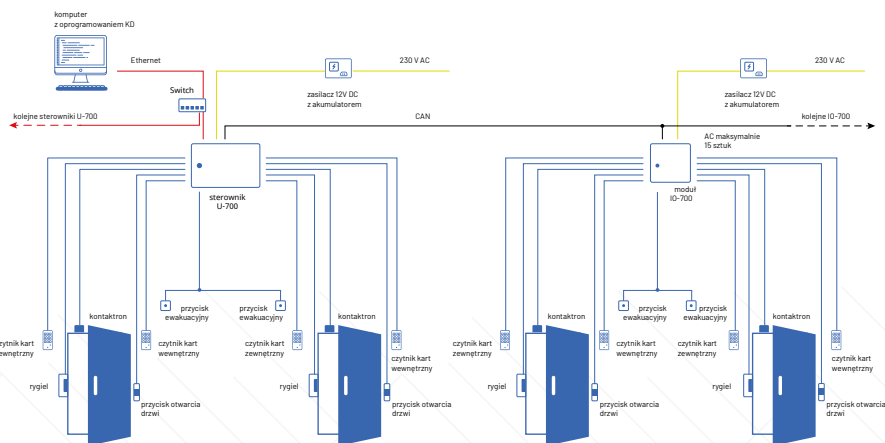 komputer
z oprogramowaniem KD
Ethernet
230 V AC
230 V AC
Switch
zasilacz 12V DC
z akumulatorem
zasilacz 12V DC
z akumulatorem
kolejne sterowniki U-700
CAN
kolejne IO-700
AC maksymalnie
15 sztuk
sterownik
U-700
moduł
IO-700
kontaktron
przycisk
ewakuacyjny
przycisk
ewakuacyjny
kontaktron
kontaktron
przycisk
ewakuacyjny
przycisk
ewakuacyjny
kontaktron
czytnik kart
ewnętrzny
czytnik kart
wewnętrzny
czytnik kart
zewnętrzny
czytnik kart
wewnętrzny
czytnik kart
zewnętrzny
czytnik kart
wewnętrzny
czytnik kart
zewnętrzny
czytnik kart
wewnętrzny
rygiel
przycisk otwarcia
drzwi
rygiel
przycisk otwarcia
drzwi
rygiel
przycisk otwarcia
drzwi
rygiel
przycisk otwarcia
drzwi